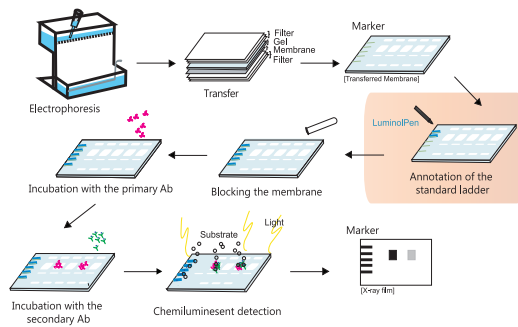 Electrophoresis
Filter
Gel
Membrane
Filter
Transfer
Marker
[Transferred Membrane]
LuminolPen
Annotation of the
standard ladder
Blocking the membrane
Incubation with the primary Ab
Incubation with the
secondary Ab
Substrate
Light
Chemiluminesent detection
Marker
[X-ray film]